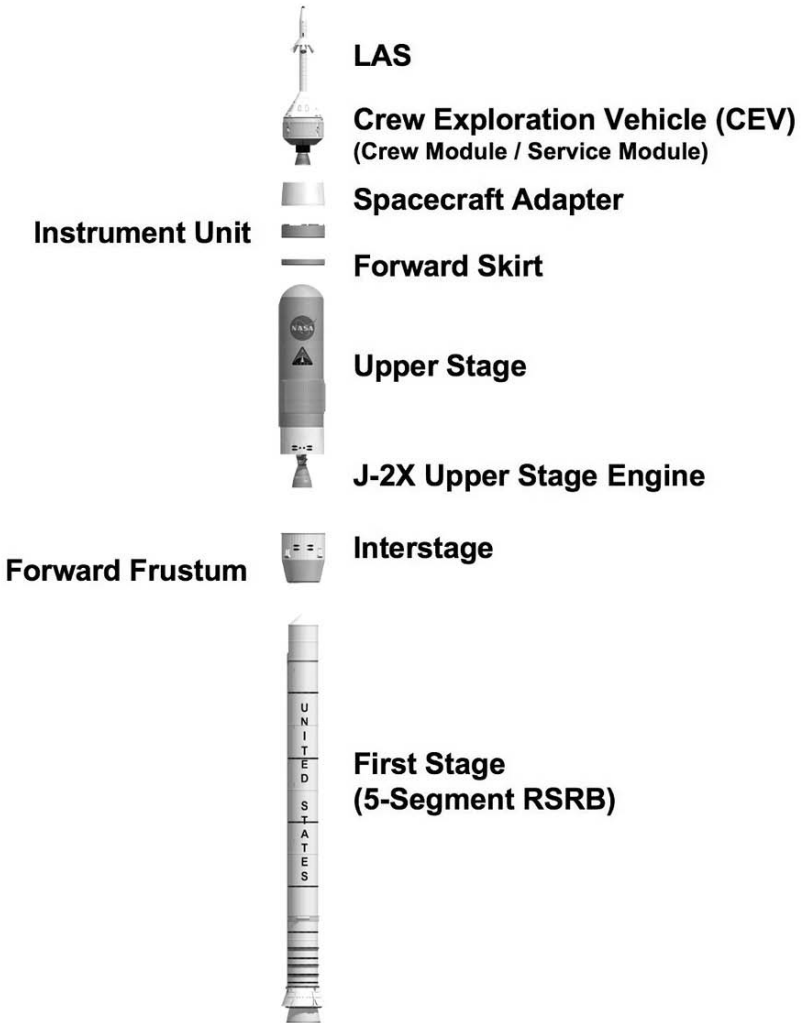 LAS
Crew Exploration Vehicle (CEV)
(Crew Module / Service Module)
Spacecraft Adapter
Instrument Unit
Forward Skirt
NASA
Upper Stage
J-2X Upper Stage Engine
Interstage
Forward Frustum
UNITED STATES
First Stage
(5-Segment RSRB)